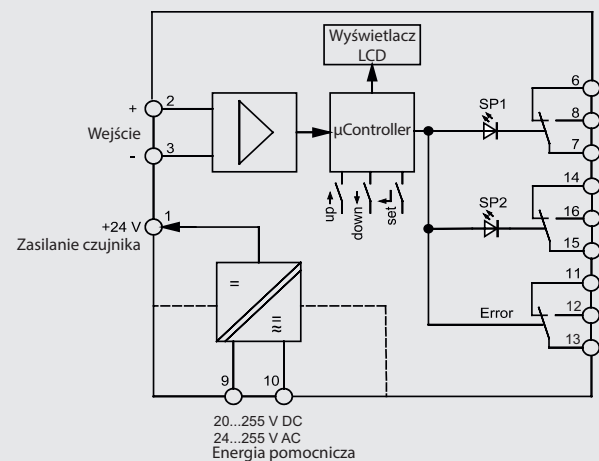 Wyświetlacz
LCD
6
SP1
8
7
+
2
Wejście
-
3
µController
up
down
set
14
SP2
16
15
+24 V
1
Zasilanie czujnika
=
≂
11
Error
12
13
9
10
20...255 V DC
24...255 V AC
Energia pomocnicza